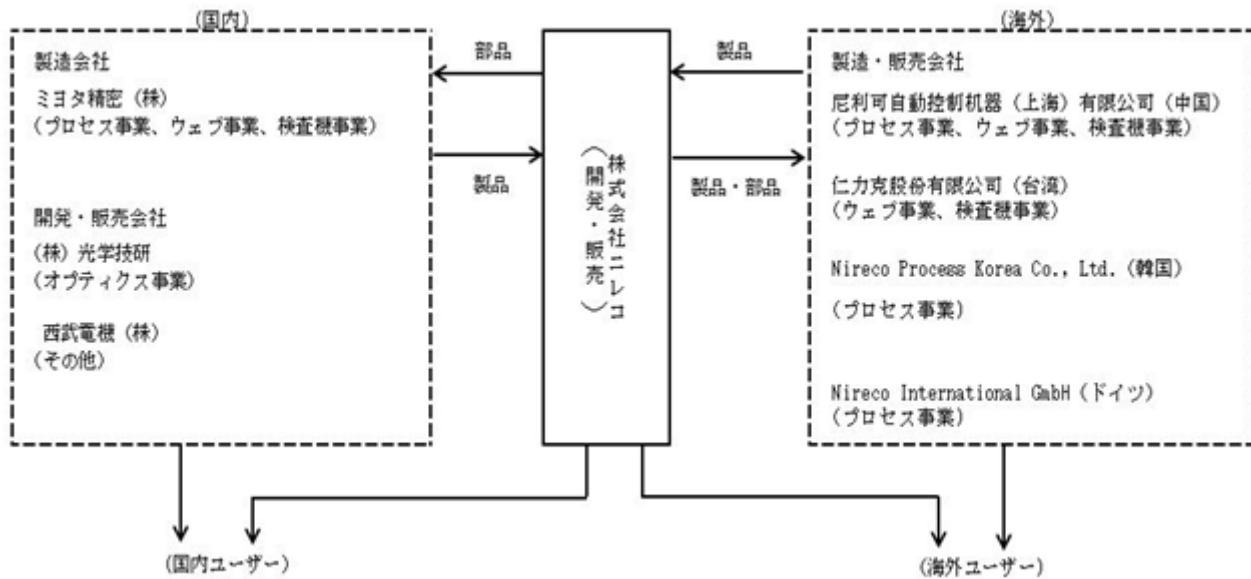 (国内)
製造会社
ミヨタ精密（株）
（プロセス事業、ウェブ事業、検査機事業）
開発・販売会社
（株）光学技研
（オプティクス事業）
西武電機（株）
（その他）
部品
製品
株式会社ニレコ
（開発・販売）
製品
製品・部品
(海外)
製造・販売会社
尼利可自動控制机器（上海）有限公司（中国）
（プロセス事業、ウェブ事業、検査機事業）
仁力克股份有限公司（台湾）
（ウェブ事業、検査機事業）
Nireco Process Korea Co., Ltd.（韓国）
（プロセス事業）
Nireco International GmbH（ドイツ）
（プロセス事業）
(国内ユーザー)
(海外ユーザー)